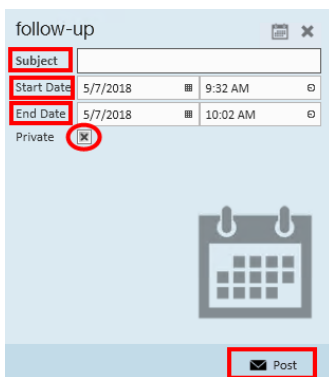 follow-up
Subject
Start Date 5/7/2018 9:32 AM
End Date 5/7/2018 10:02 AM
Private
Post